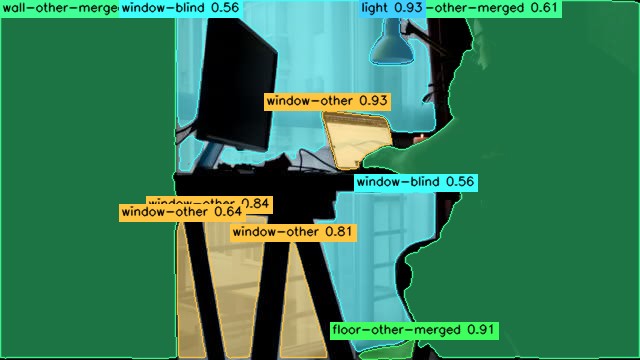 wall-other-merge
window-blind 0.56
light 0.93
-other-merged 0.61
window-other 0.93
window-blind 0.56
window-other 0.84
window-other 0.64
window-other 0.81
floor-other-merged 0.91